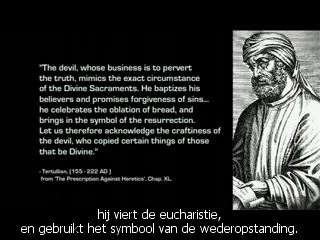 "The devil, whose business is to pervert
the truth, mimics the exact circumstance
of the Divine Sacraments. He baptizes his
believers and promises forgiveness of sins...
he celebrates the oblation of bread, and
brings in the symbol of the resurrection.
Let us therefore acknowledge the craftiness of
the devil, who copied certain things of those
that be Divine."
- Tertullian, (155 - 222 AD )
from 'The Prescription Against Heretics', Chap. XL.
hij viert de eucharistie,
en gebruikt het symbool van de wederopstanding.